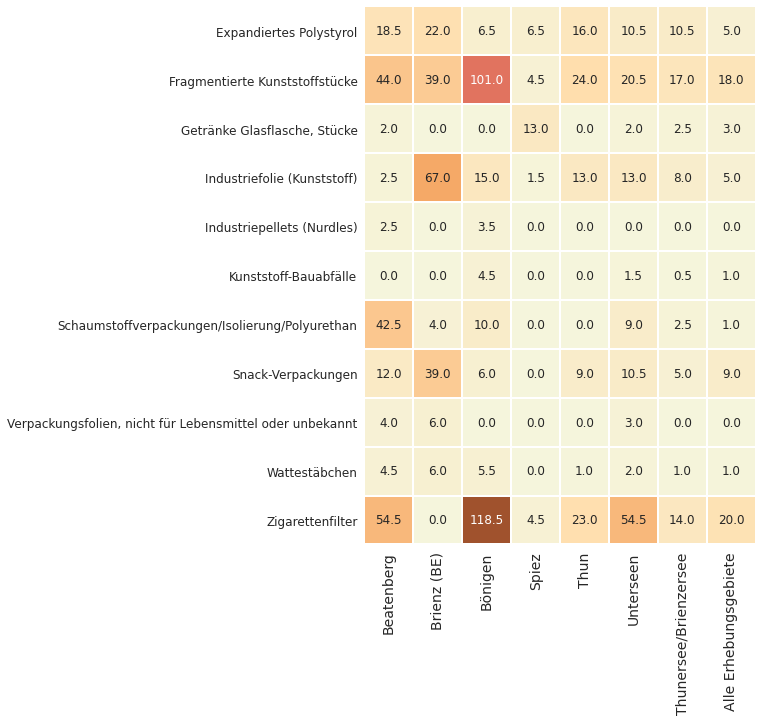 Expandiertes Polystyrol 18.5 22.0 6.5 6.5 16.0 10.5 10.5 5.0
Fragmentierte Kunststoffstücke 44.0 39.0 101.0 4.5 24.0 20.5 17.0 18.0
Getränke Glasflasche, Stücke 2.0 0.0 0.0 13.0 0.0 2.0 2.5 3.0
Industriefolie (Kunststoff) 2.5 67.0 15.0 1.5 13.0 13.0 8.0 5.0
Industriepellets (Nurdles) 2.5 0.0 3.5 0.0 0.0 0.0 0.0 0.0
Kunststoff-Bauabfälle 0.0 0.0 4.5 0.0 0.0 1.5 0.5 1.0
Schaumstoffverpackungen/Isolierung/Polyurethan 42.5 4.0 10.0 0.0 0.0 9.0 2.5 1.0
Snack-Verpackungen 12.0 39.0 6.0 0.0 9.0 10.5 5.0 9.0
Verpackungsfolien, nicht für Lebensmittel oder unbekannt 4.0 6.0 0.0 0.0 0.0 3.0 0.0 0.0
Wattestäbchen 4.5 6.0 5.5 0.0 1.0 2.0 1.0 1.0
Zigarettenfilter 54.5 0.0 118.5 4.5 23.0 54.5 14.0 20.0
Beatenberg
Brienz (BE)
Bönigen
Spiez
Thun
Unterseen
Thunersee/Brienzersee
Alle Erhebungsgebiete